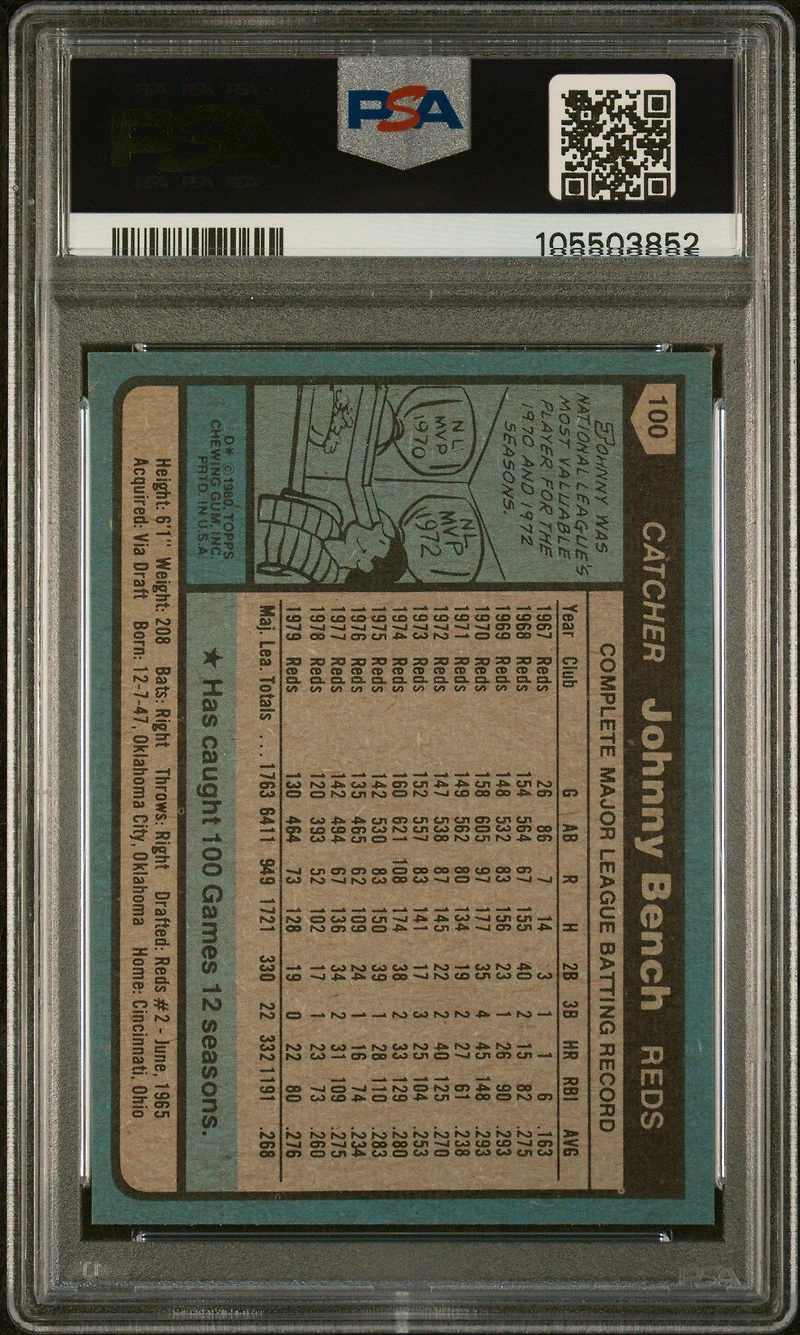 PSA
105503852
100
CATCHER Johnny Bench REDS
JOHNNY WAS
NATIONAL LEAGUE'S
MOST VALUABLE
PLAYER FOR THE
1970 AND 1972
SEASONS.
NL
MVP
1970
NL
MVP
1972
D* © 1980, TOPPS
CHEWING GUM, INC.
PRTD. IN U.S.A.
COMPLETE MAJOR LEAGUE BATTING RECORD
Year Club G AB R H 2B 3B HR RBI AVG
1967 Reds 26 86 7 14 3 1 1 6 .163
1968 Reds 154 564 67 155 40 2 15 82 .275
1969 Reds 148 532 83 156 23 1 26 90 .293
1970 Reds 158 605 97 177 35 4 45 148 .293
1971 Reds 149 562 80 134 19 2 27 61 .238
1972 Reds 147 538 87 145 22 2 40 125 .270
1973 Reds 152 557 83 141 17 3 25 104 .253
1974 Reds 160 621 108 174 38 2 33 129 .280
1975 Reds 142 530 83 150 39 1 28 110 .283
1976 Reds 135 465 62 109 24 1 16 74 .234
1977 Reds 142 494 67 136 34 2 31 109 .275
1978 Reds 120 393 52 102 17 1 23 73 .260
1979 Reds 130 464 73 128 19 0 22 80 .276
Maj. Lea. Totals ... 1763 6411 949 1721 330 22 332 1191 .268
★ Has caught 100 Games 12 seasons.
Height: 6'1" Weight: 208 Bats: Right Throws: Right Drafted: Reds #2 - June, 1965
Acquired: Via Draft Born: 12-7-47, Oklahoma City, Oklahoma Home: Cincinnati, Ohio
PSA